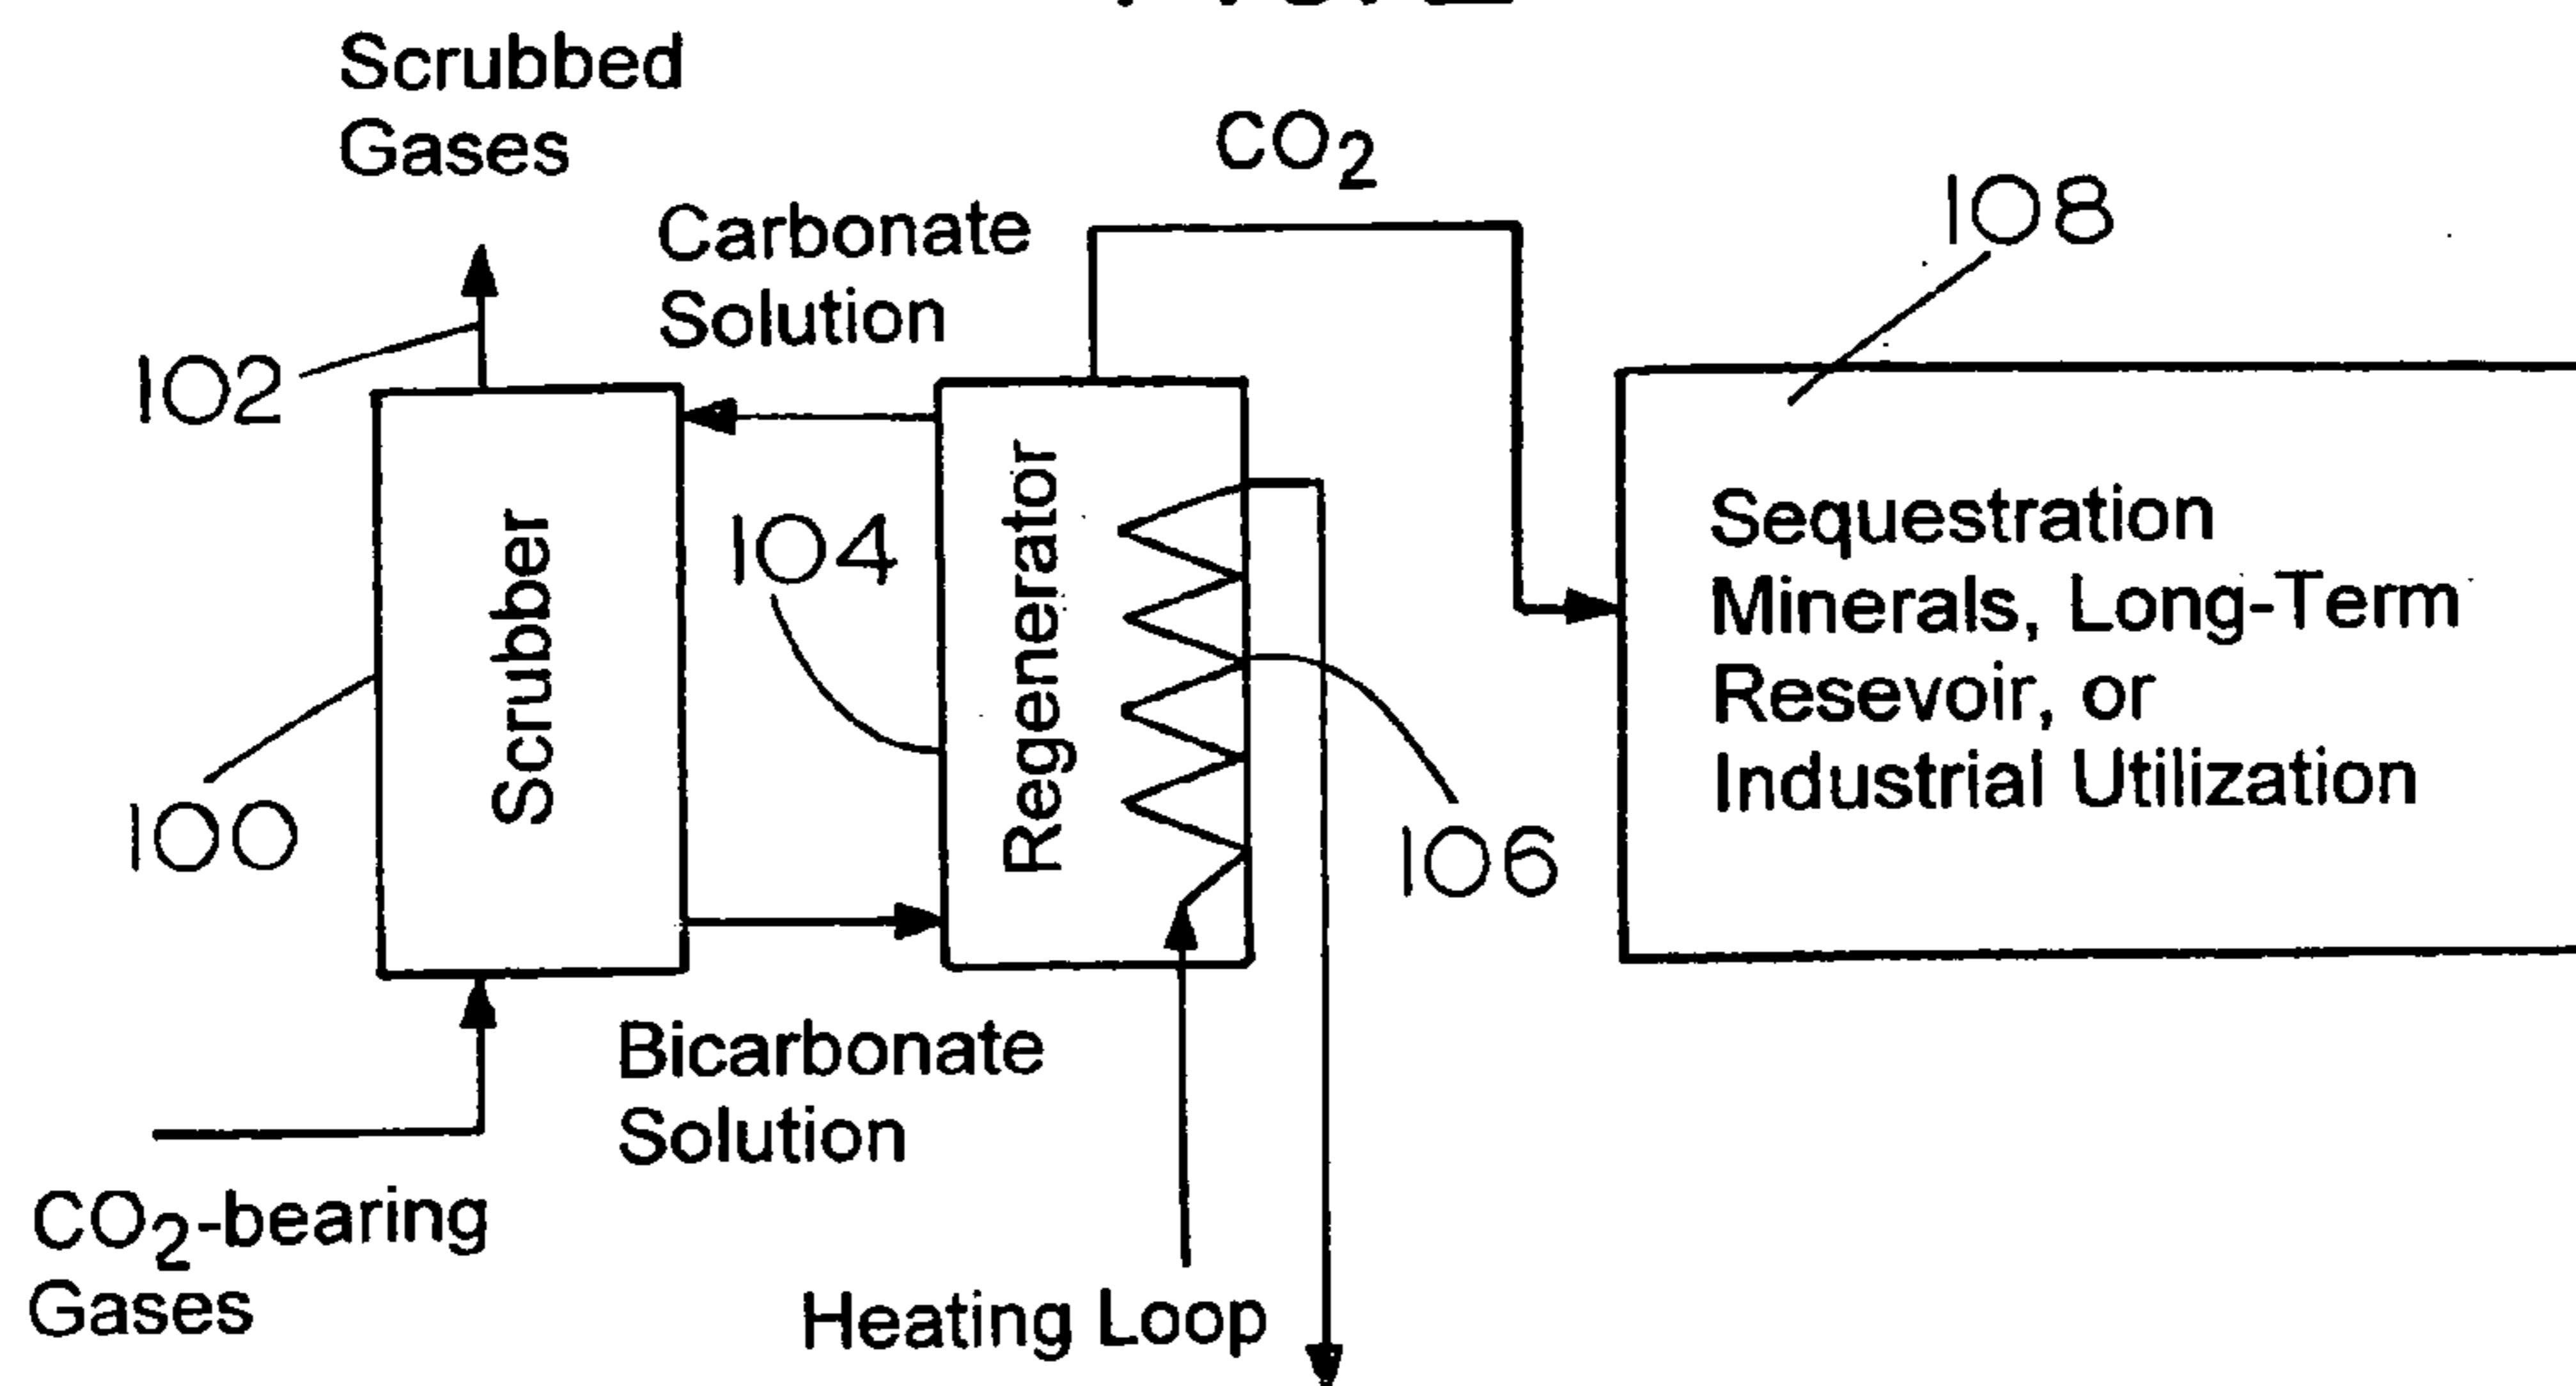 Scrubbed
Gases
CO2
Carbonate
Solution
108
102
104
Scrubber
Regenerator
Sequestration
Minerals, Long-Term
Resevoir, or
Industrial Utilization
100
106
Bicarbonate
Solution
CO2-bearing
Gases
Heating Loop